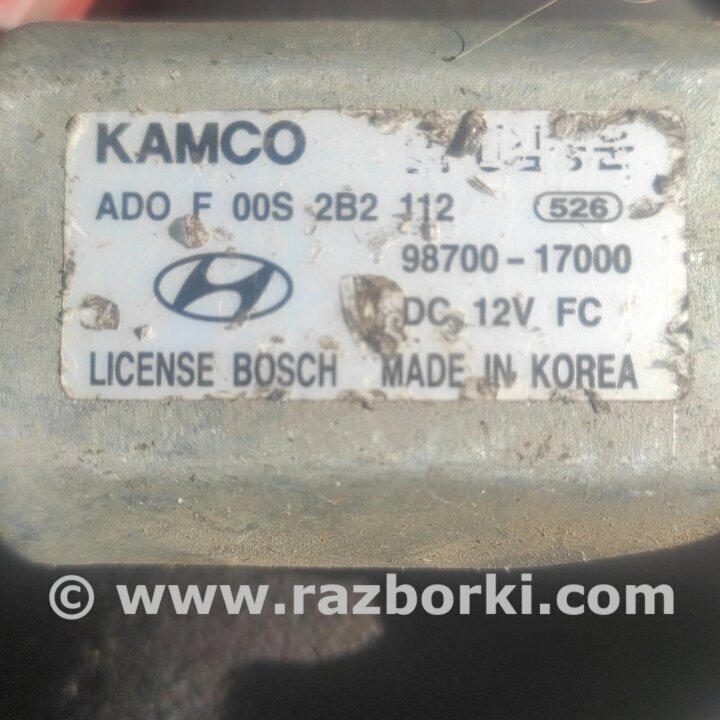 KAMCO
ADO F 00S 2B2 112 526
98700-17000
DC 12V FC
LICENSE BOSCH MADE IN KOREA
© www.razborki.com